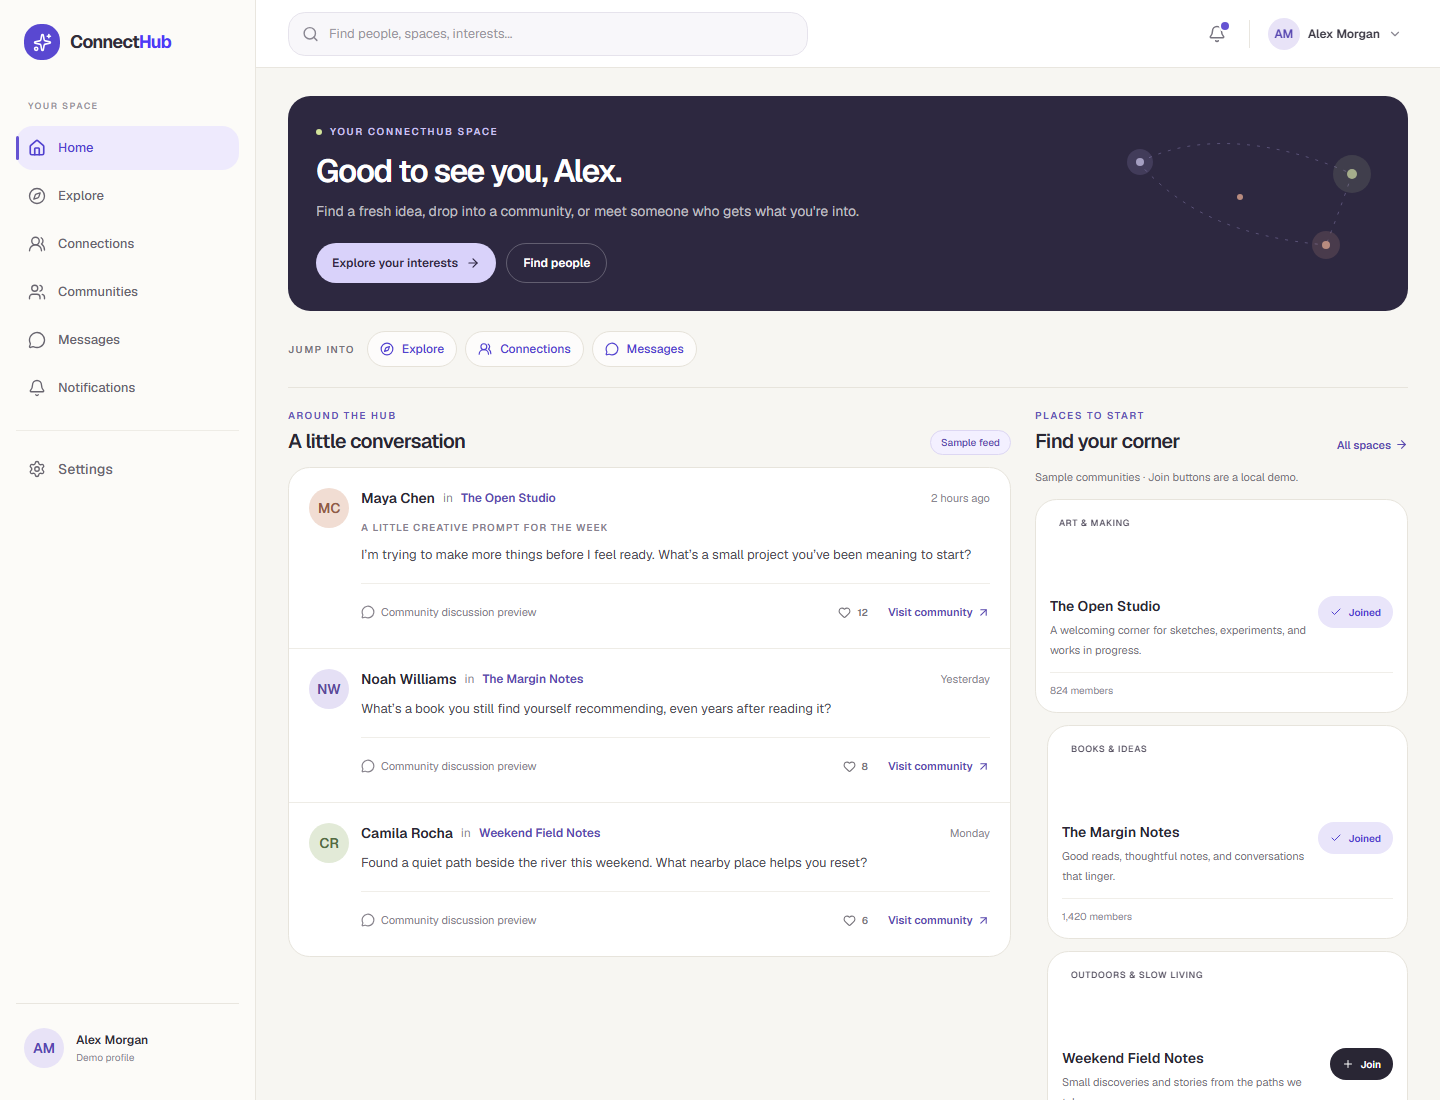 ConnectHub
YOUR SPACE
Home
Explore
Connections
Communities
Messages
Notifications
Settings
AM
Alex Morgan
Demo profile
Find people, spaces, interests...
AM
Alex Morgan
YOUR CONNECTHUB SPACE
Good to see you, Alex.
Find a fresh idea, drop into a community, or meet someone who gets what you're into.
Explore your interests
Find people
JUMP INTO
Explore
Connections
Messages
AROUND THE HUB
A little conversation
Sample feed
MC
Maya Chen in The Open Studio
2 hours ago
A LITTLE CREATIVE PROMPT FOR THE WEEK
I'm trying to make more things before I feel ready. What's a small project you've been meaning to start?
Community discussion preview
12
Visit community
NW
Noah Williams in The Margin Notes
Yesterday
What's a book you still find yourself recommending, even years after reading it?
Community discussion preview
8
Visit community
CR
Camila Rocha in Weekend Field Notes
Monday
Found a quiet path beside the river this weekend. What nearby place helps you reset?
Community discussion preview
6
Visit community
PLACES TO START
Find your corner
All spaces
Sample communities · Join buttons are a local demo.
ART & MAKING
The Open Studio
Joined
A welcoming corner for sketches, experiments, and
works in progress.
824 members
BOOKS & IDEAS
The Margin Notes
Joined
Good reads, thoughtful notes, and conversations
that linger.
1,420 members
OUTDOORS & SLOW LIVING
Weekend Field Notes
Join
Small discoveries and stories from the paths we